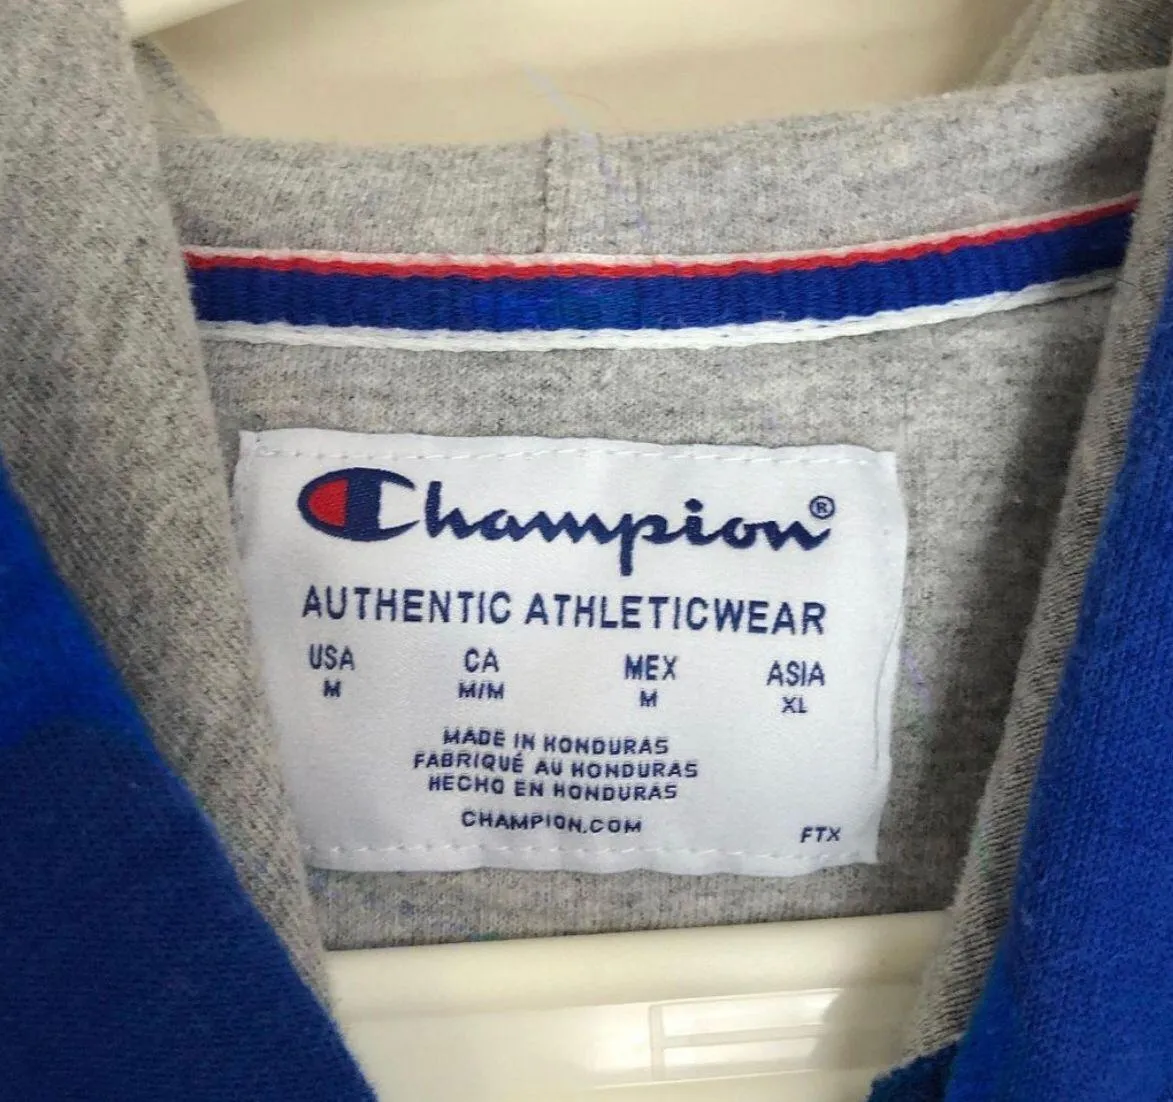 Champion®
AUTHENTIC ATHLETICWEAR
USA CA MEX ASIA
M M/M M XL
MADE IN HONDURAS
FABRIQUÉ AU HONDURAS
HECHO EN HONDURAS
CHAMPION.COM
FTX